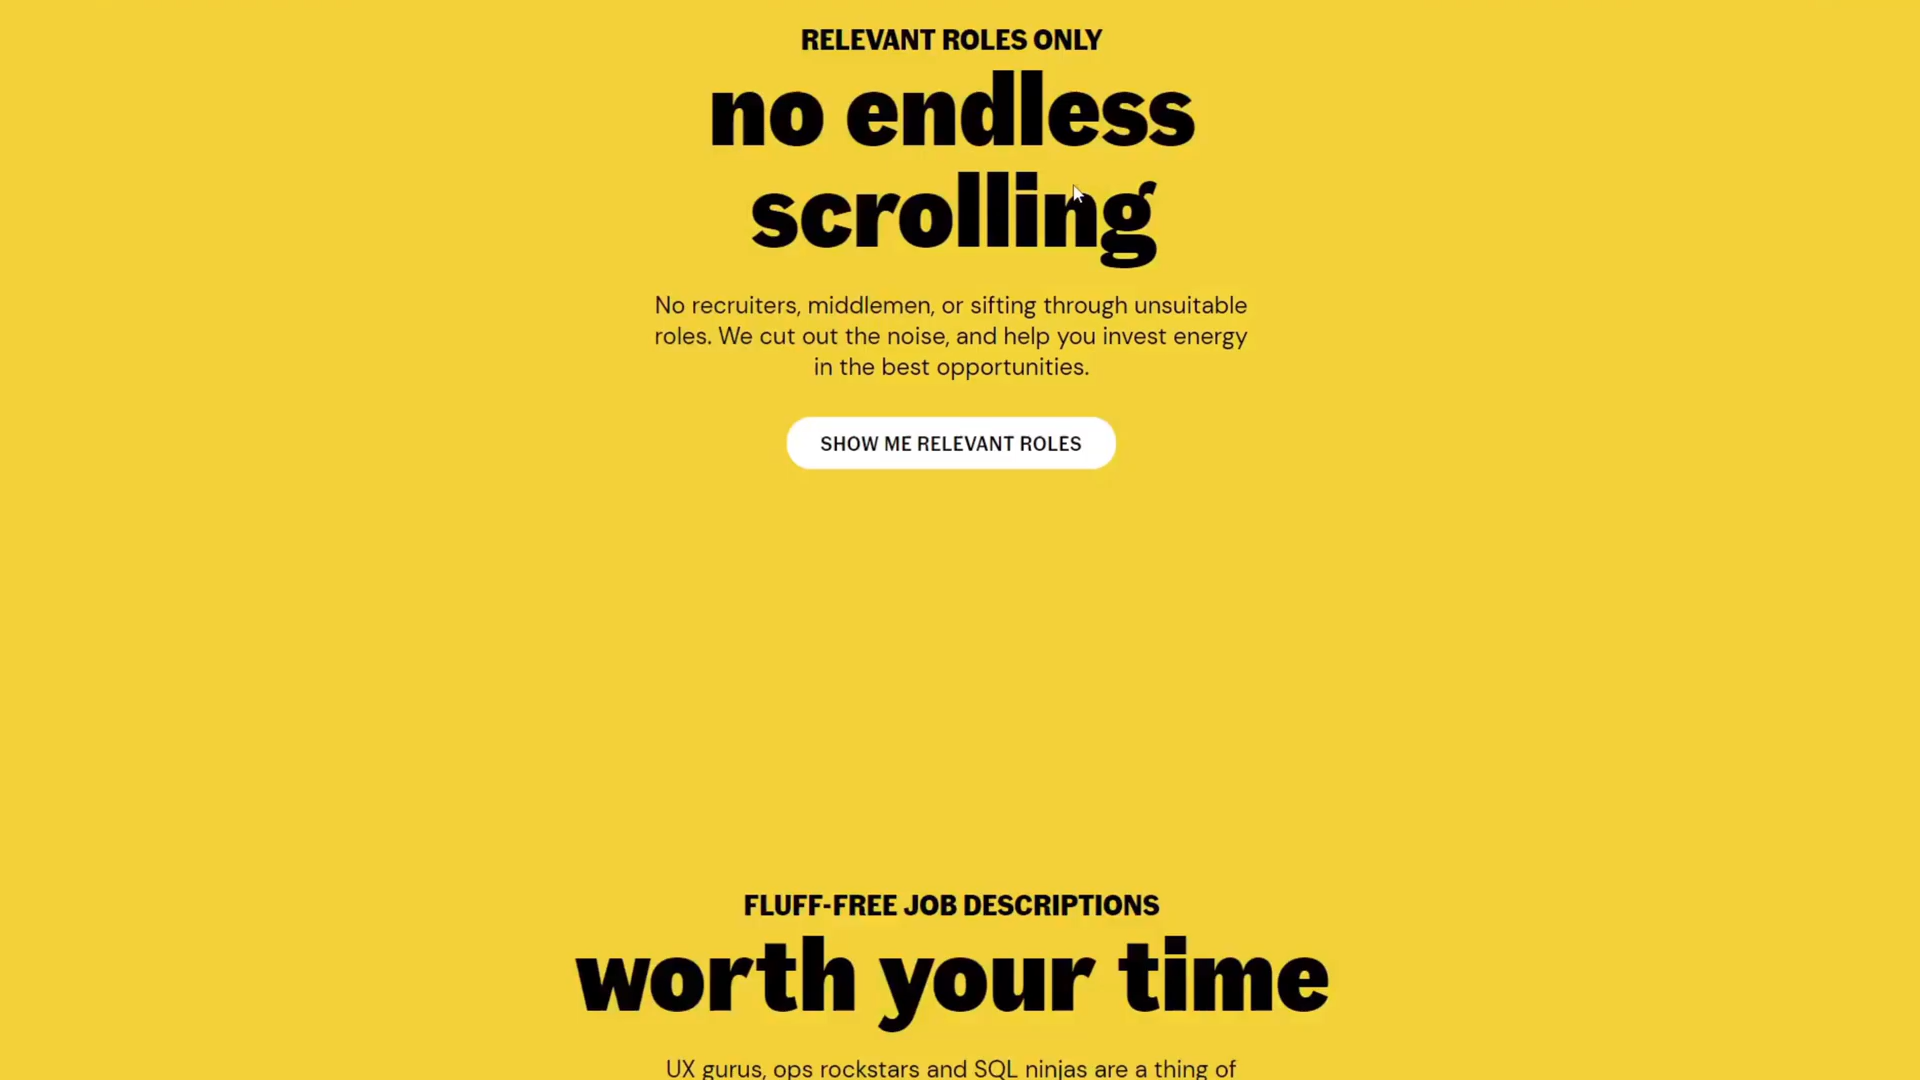 RELEVANT ROLES ONLY
no endless
scrolling
No recruiters, middlemen, or sifting through unsuitable
roles. We cut out the noise, and help you invest energy
in the best opportunities.
SHOW ME RELEVANT ROLES
FLUFF-FREE JOB DESCRIPTIONS
worth your time
UX gurus, ops rockstars and SQL ninjas are a thing of